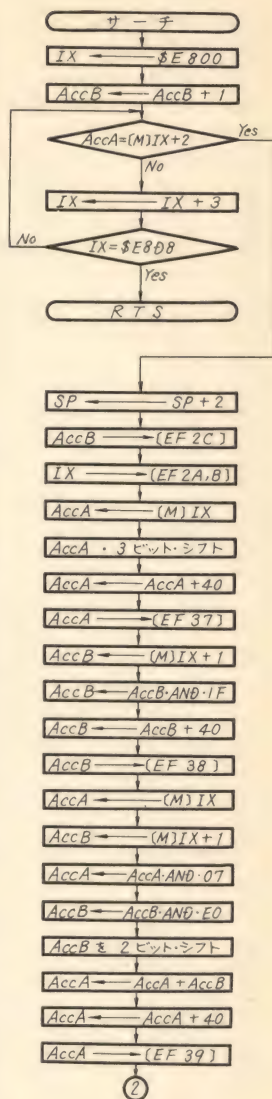 サーチ
IX ← $E800
AccB ← AccB + 1
AccA=(M)IX+2
Yes
No
IX ← IX + 3
No
IX=$E8D8
Yes
RTS
SP ← SP + 2
AccB → (EF2C)
IX → (EF2A,B)
AccA ← (M)IX
AccA・3ビット・シフト
AccA ← AccA + 40
AccA → (EF37)
AccB ← (M)IX+1
AccB ← AccB・AND・1F
AccB ← AccB + 40
AccB → (EF38)
AccA ← (M)IX
AccB ← (M)IX+1
AccA ← AccA・AND・07
AccB ← AccB・AND・E0
AccBを2ビット・シフト
AccA ← AccA + AccB
AccA ← AccA + 40
AccA → (EF39)
②